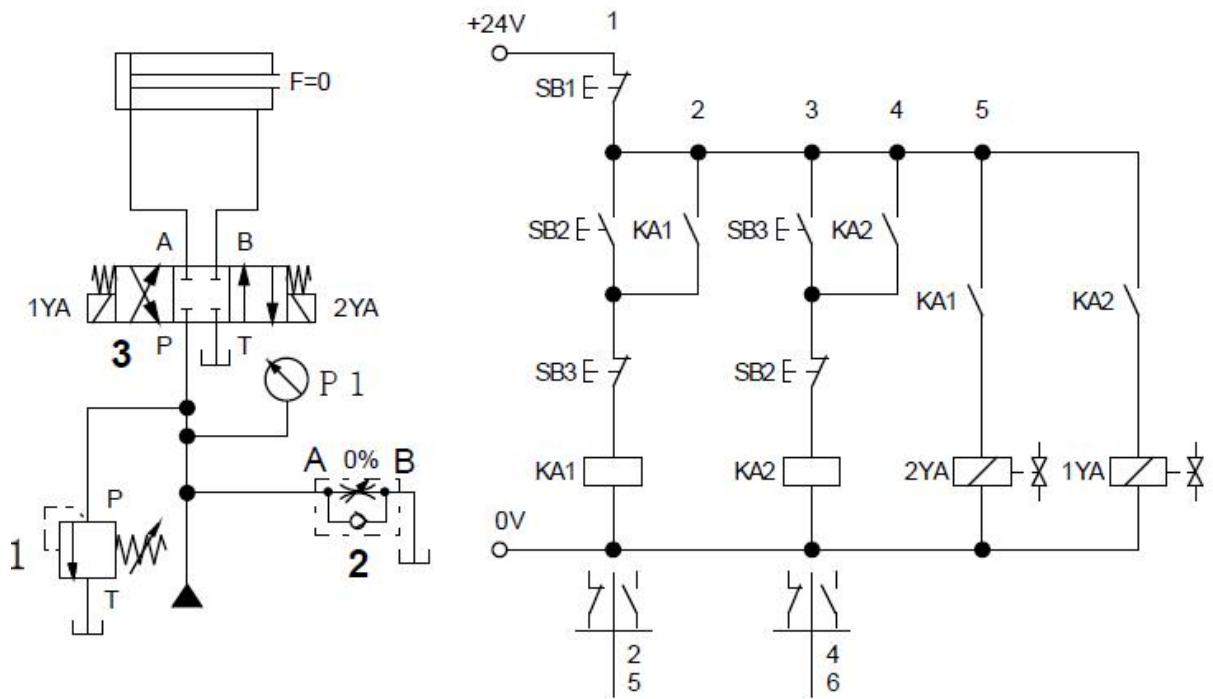 F=0
A B
1YA 2YA
3 P T
P 1
A 0% B
P
1 2
T
1
+24V
SB1
2 3 4 5
SB2 KA1 SB3 KA2
KA1 KA2
SB3 SB2
KA1 KA2 2YA 1YA
0V
2 4
5 6